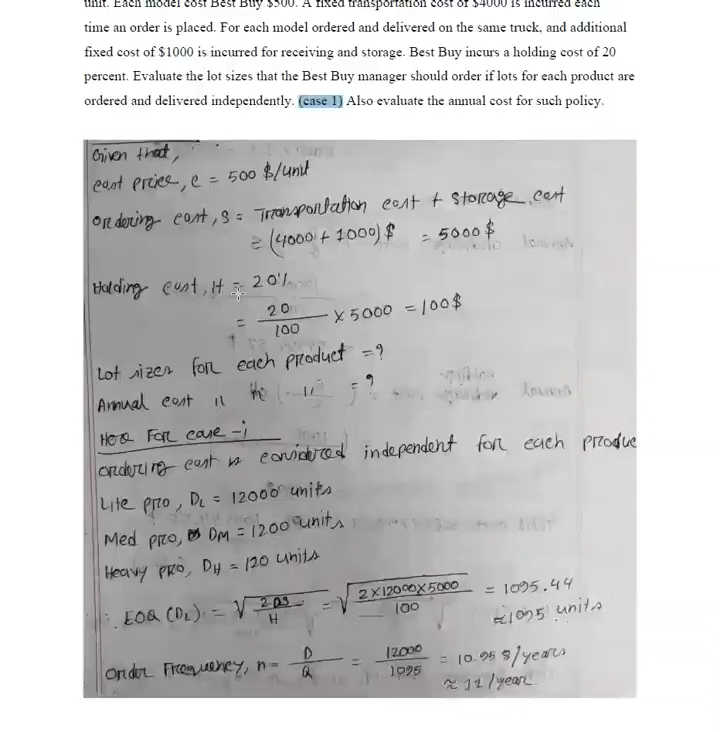 unit. Each model cost Best Buy $500. A fixed transportation cost of $4000 is incurred each
time an order is placed. For each model ordered and delivered on the same truck, and additional
fixed cost of $1000 is incurred for receiving and storage. Best Buy incurs a holding cost of 20
percent. Evaluate the lot sizes that the Best Buy manager should order if lots for each product are
ordered and delivered independently. (case 1) Also evaluate the annual cost for such policy.
Given that,
cost price, c = 500 $/unit
ordering cost, S = Transportation cost + storage cost
= (4000 + 1000) $ = 5000 $
Holding cost, H = 20%
= 20/100 × 5000 = 100 $
Lot sizes for each product = ?
Annual cost 11 = ?
For case - i
ordering cost is considered independent for each produc
Lite pro, DL = 12000 units
Med pro, DM = 1200 units
Heavy pro, DH = 120 units
∴ EOQ (DL) = √(2DS/H) = √(2×12000×5000/100) = 1095.44
≈ 1095 units
Order Frequency, n = D/Q = 12000/1095 = 10.958/years
≈ 11/year